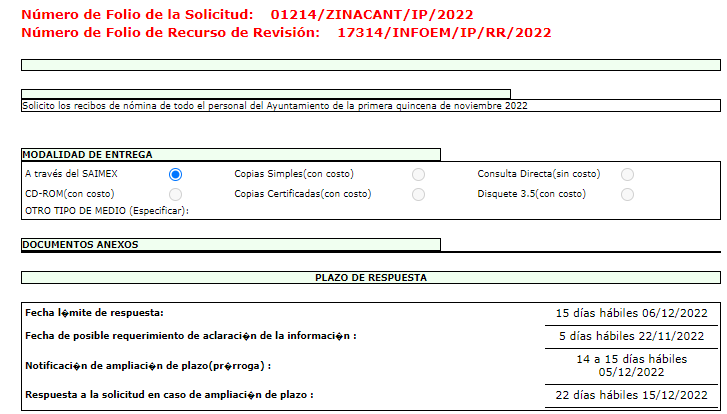 Número de Folio de la Solicitud: 01214/ZINACANT/IP/2022
Número de Folio de Recurso de Revisión: 17314/INFOEM/IP/RR/2022
Solicito los recibos de nómina de todo el personal del Ayuntamiento de la primera quincena de noviembre 2022
MODALIDAD DE ENTREGA
A través del SAIMEX Copias Simples(con costo) Consulta Directa(sin costo)
CD-ROM(con costo) Copias Certificadas(con costo) Disquete 3.5(con costo)
OTRO TIPO DE MEDIO (Especificar):
DOCUMENTOS ANEXOS
PLAZO DE RESPUESTA
Fecha l�mite de respuesta: 15 días hábiles 06/12/2022
Fecha de posible requerimiento de aclaraci�n de la informaci�n : 5 días hábiles 22/11/2022
Notificaci�n de ampliaci�n de plazo(pr�rroga) : 14 a 15 días hábiles
05/12/2022
Respuesta a la solicitud en caso de ampliaci�n de plazo : 22 días hábiles 15/12/2022